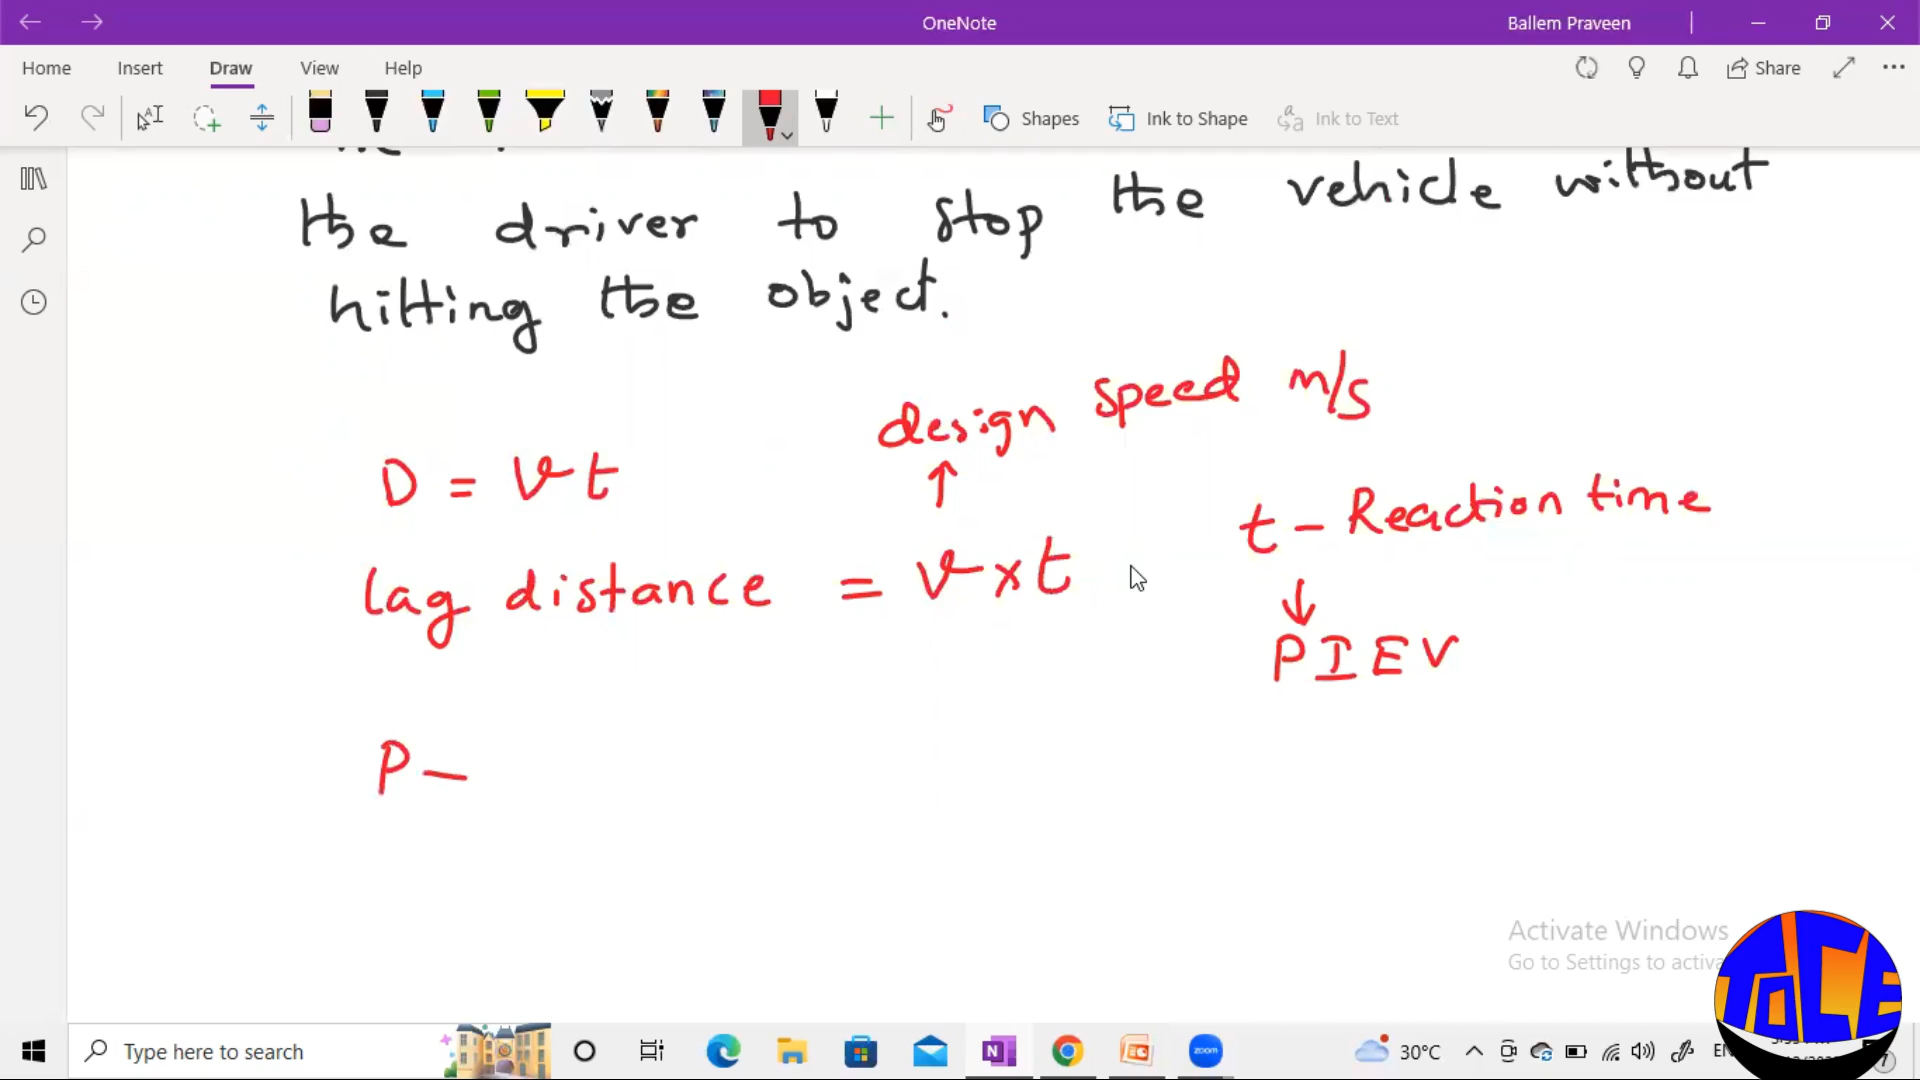 OneNote
Ballem Praveen
Home Insert Draw View Help
Share
Shapes Ink to Shape Ink to Text
the driver to stop the vehicle without
hitting the object.
design speed m/s
D = vt
t - Reaction time
lag distance = v x t
PIEV
P -
Activate Windows
Go to Settings to activa
Type here to search
zoom
30°C